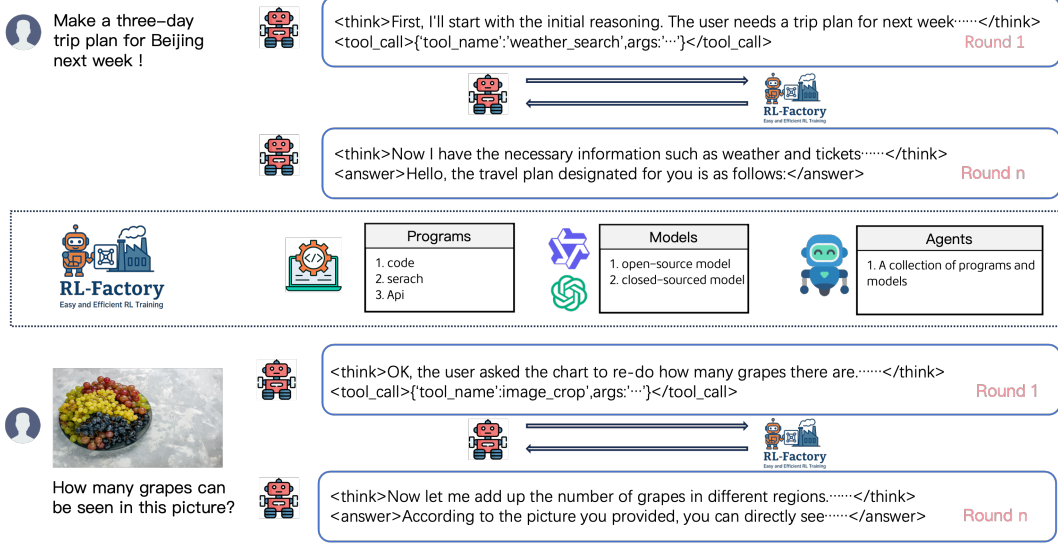 Make a three-day
trip plan for Beijing
next week !
<think>First, I'll start with the initial reasoning. The user needs a trip plan for next week······</think>
<tool_call>{'tool_name':'weather_search',args:'···'}</tool_call>
Round 1
RL-Factory
Easy and Efficient RL Training
<think>Now I have the necessary information such as weather and tickets······</think>
<answer>Hello, the travel plan designated for you is as follows:</answer>
Round n
RL-Factory
Easy and Efficient RL Training
Programs
1. code
2. serach
3. Api
Models
1. open-source model
2. closed-sourced model
Agents
1. A collection of programs and
models
<think>OK, the user asked the chart to re-do how many grapes there are.······</think>
<tool_call>{'tool_name':image_crop',args:'···'}</tool_call>
Round 1
RL-Factory
Easy and Efficient RL Training
How many grapes can
be seen in this picture?
<think>Now let me add up the number of grapes in different regions.······</think>
<answer>According to the picture you provided, you can directly see······</answer>
Round n